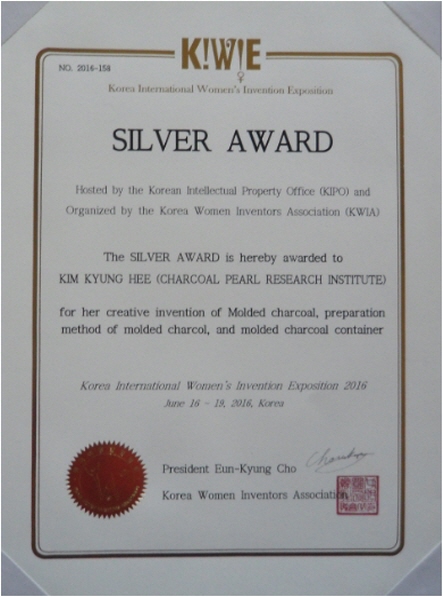 K!W!E
NO. 2016-158
Korea International Women's Invention Exposition
SILVER AWARD
Hosted by the Korean Intellectual Property Office (KIPO) and
Organized by the Korea Women Inventors Association (KWIA)
The SILVER AWARD is hereby awarded to
KIM KYUNG HEE (CHARCOAL PEARL RESEARCH INSTITUTE)
for her creative invention of Molded charcoal, preparation
method of molded charcol, and molded charcoal container
Korea International Women's Invention Exposition 2016
June 16 - 19, 2016, Korea
President Eun-Kyung Cho
Korea Women Inventors Association